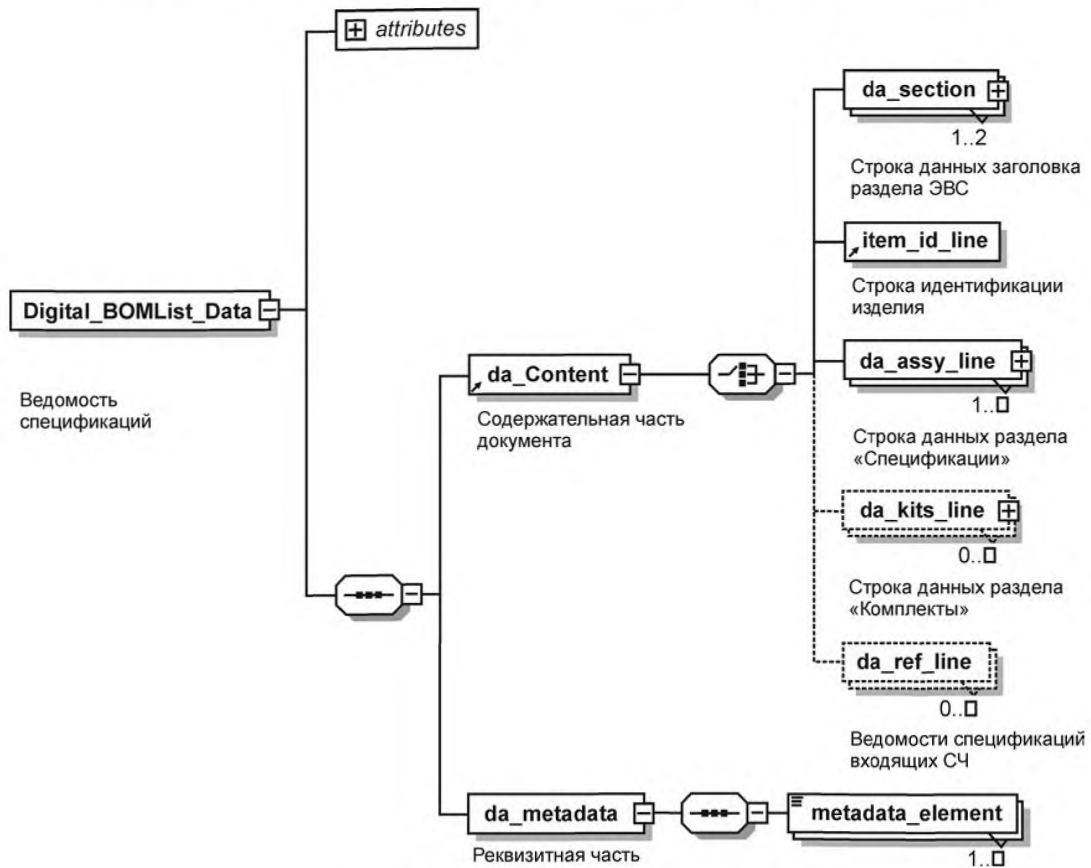 attributes
da_section
1..2
Строка данных заголовка
раздела ЭВС
item_id_line
Строка идентификации
изделия
Digital_BOMList_Data
Ведомость
спецификаций
da_Content
Содержательная часть
документа
da_assy_line
1..□
Строка данных раздела
«Спецификации»
da_kits_line
0..□
Строка данных раздела
«Комплекты»
da_ref_line
0..□
Ведомости спецификаций
входящих СЧ
da_metadata
Реквизитная часть
metadata_element
1..□